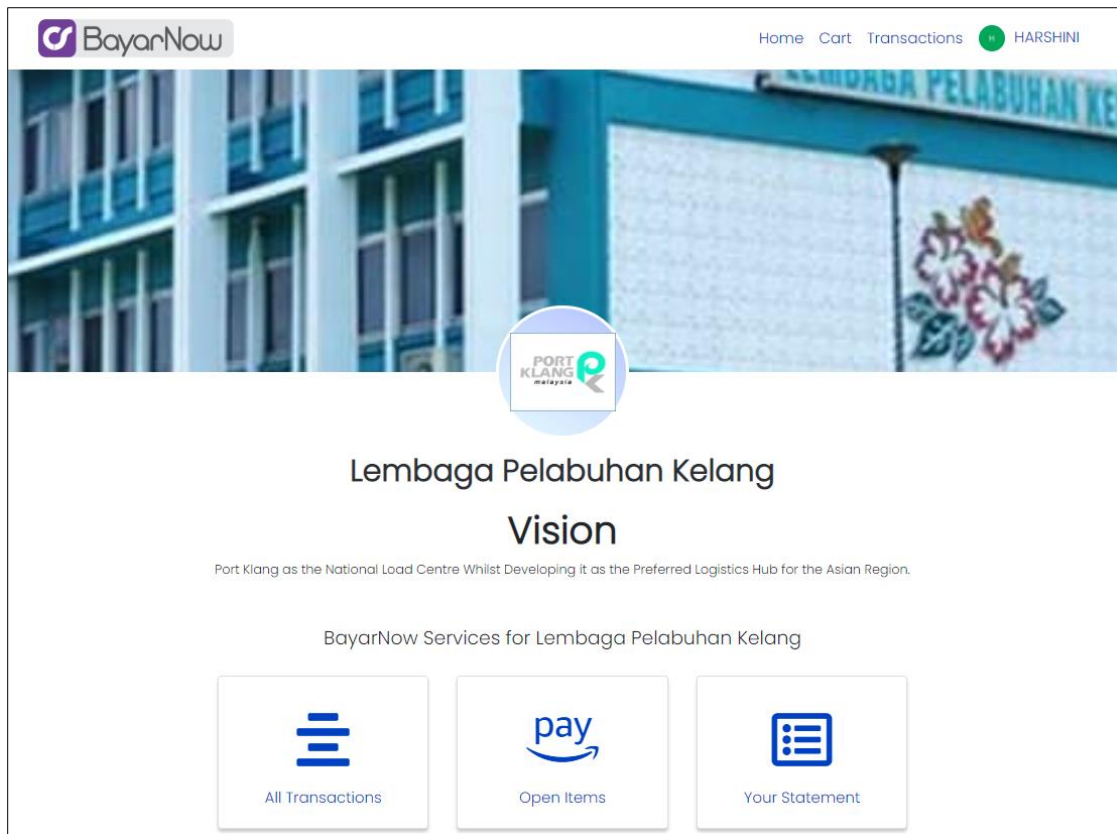 BayarNow
Home Cart Transactions H HARSHINI
LEMBAGA PELABUHAN KE
PORT
KLANG
malaysia
Lembaga Pelabuhan Kelang
Vision
Port Klang as the National Load Centre Whilst Developing it as the Preferred Logistics Hub for the Asian Region.
BayarNow Services for Lembaga Pelabuhan Kelang
pay
All Transactions
Open Items
Your Statement